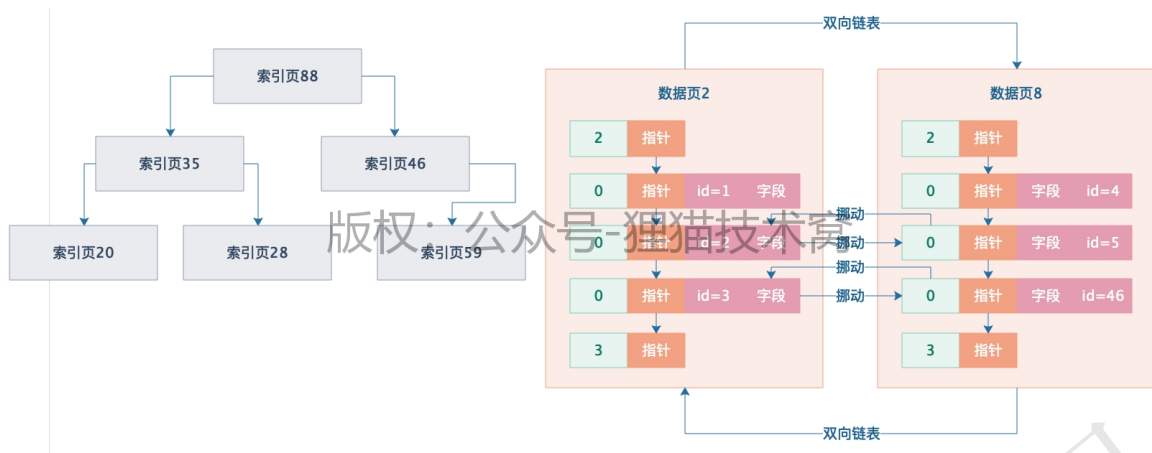 双向链表
索引页88
数据页2
数据页8
2 指针
2 指针
索引页35
索引页46
0 指针 id=1 字段
0 指针 字段 id=4
版权：公众号-狸猫技术窝
挪动
索引页20
索引页28
索引页59
0 指针 id=2 字段
挪动
0 指针 字段 id=5
挪动
0 指针 id=3 字段
挪动
0 指针 字段 id=46
3 指针
3 指针
双向链表